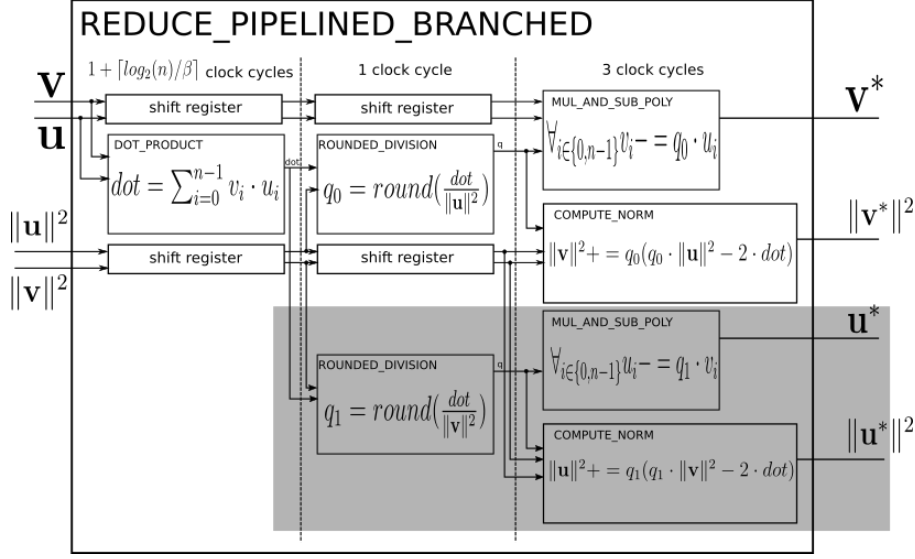 REDUCE_PIPELINED_BRANCHED
1 + ⌈log₂(n)/β⌉ clock cycles
1 clock cycle
3 clock cycles
v
u
shift register
shift register
MUL_AND_SUB_POLY
∀_{i∈{0,n−1}} v_i − = q₀ · u_i
v*
DOT_PRODUCT
dot = ∑_{i=0}^{n−1} v_i · u_i
dot
ROUNDED_DIVISION
q₀ = round(dot/‖u‖²)
q
‖u‖²
‖v‖²
shift register
shift register
COMPUTE_NORM
‖v‖² + = q₀(q₀ · ‖u‖² − 2 · dot)
‖v*‖²
MUL_AND_SUB_POLY
∀_{i∈{0,n−1}} u_i − = q₁ · v_i
u*
ROUNDED_DIVISION
q₁ = round(dot/‖v‖²)
q
COMPUTE_NORM
‖u‖² + = q₁(q₁ · ‖v‖² − 2 · dot)
‖u*‖²